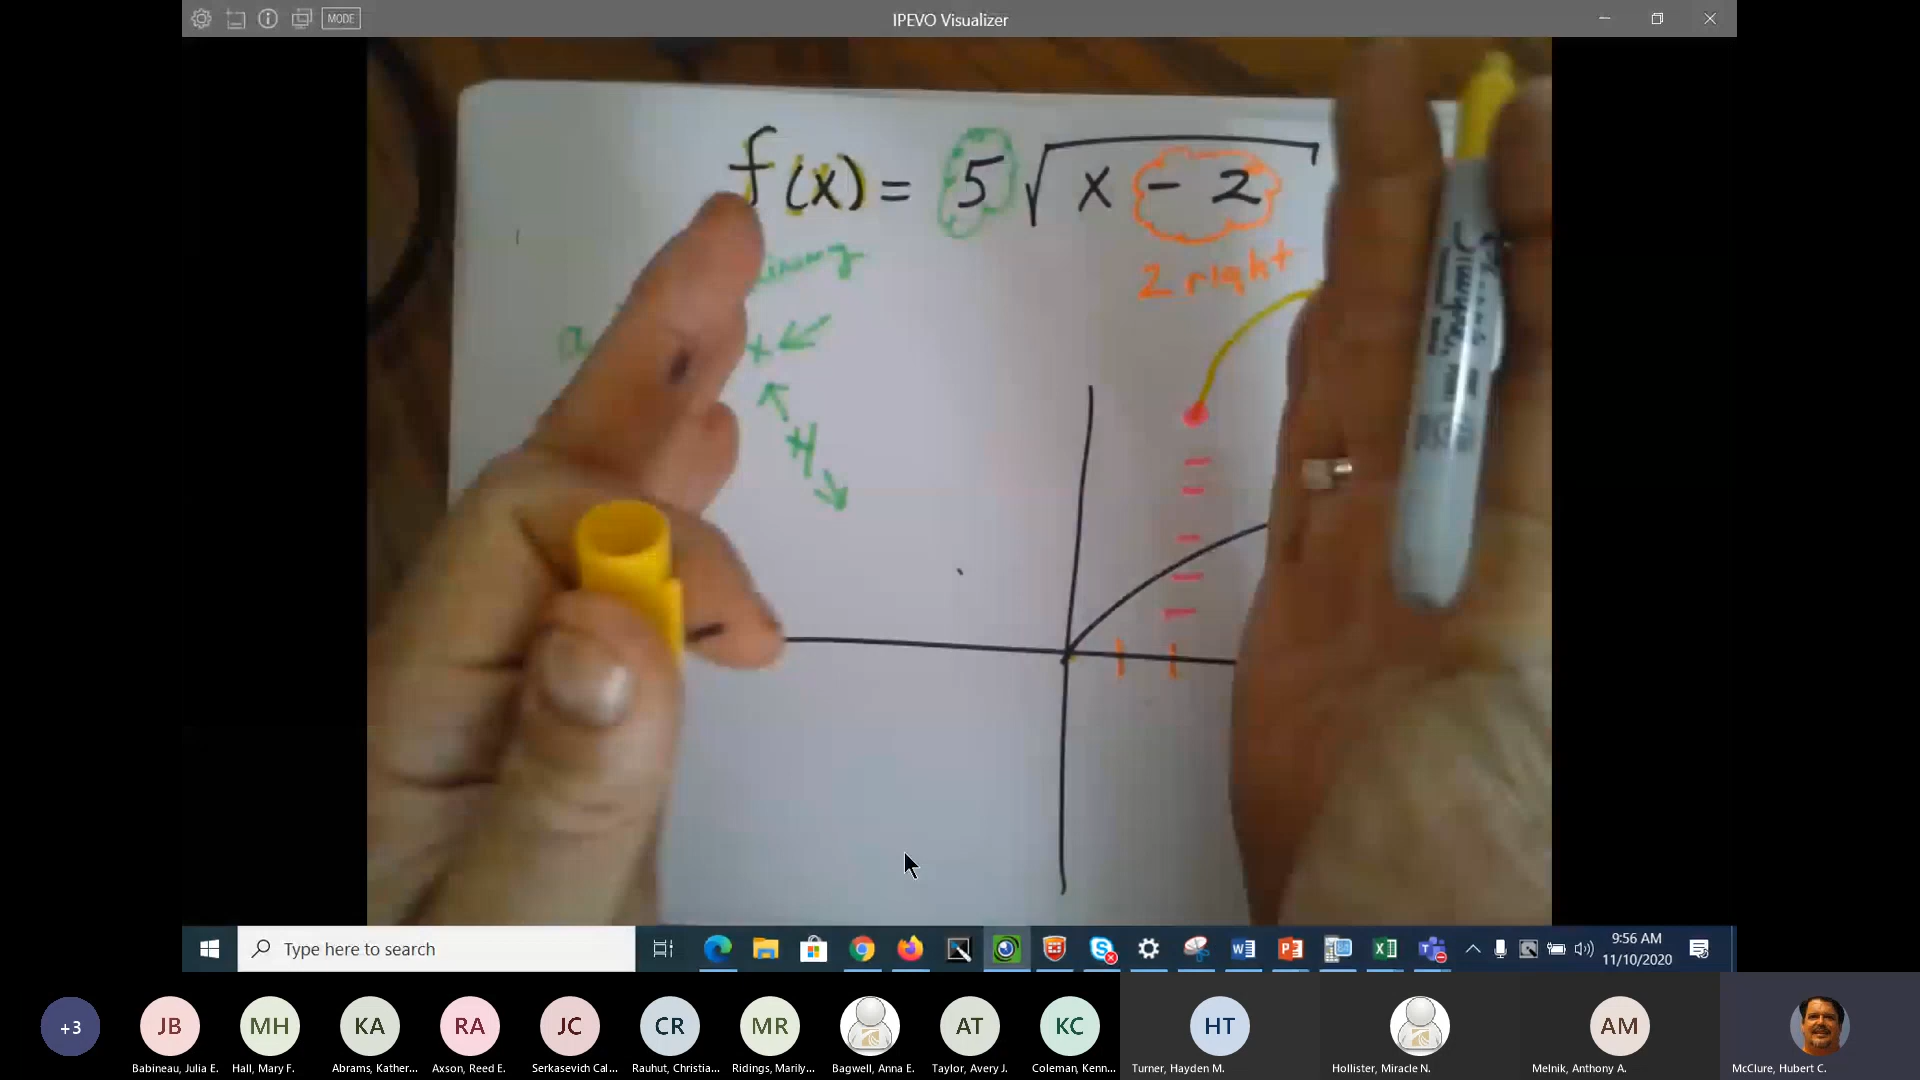 MODE
IPEVO Visualizer
f(x) = 5√x - 2
2 right
x
H
Type here to search
9:56 AM
11/10/2020
+3
JB
MH
KA
RA
JC
CR
MR
AT
KC
HT
AM
Babineau, Julia E.
Hall, Mary F.
Abrams, Kather...
Axson, Reed E.
Serkasevich Cal...
Rauhut, Christia...
Ridings, Marily...
Bagwell, Anna E.
Taylor, Avery J.
Coleman, Kenn...
Turner, Hayden M.
Hollister, Miracle N.
Melnik, Anthony A.
McClure, Hubert C.